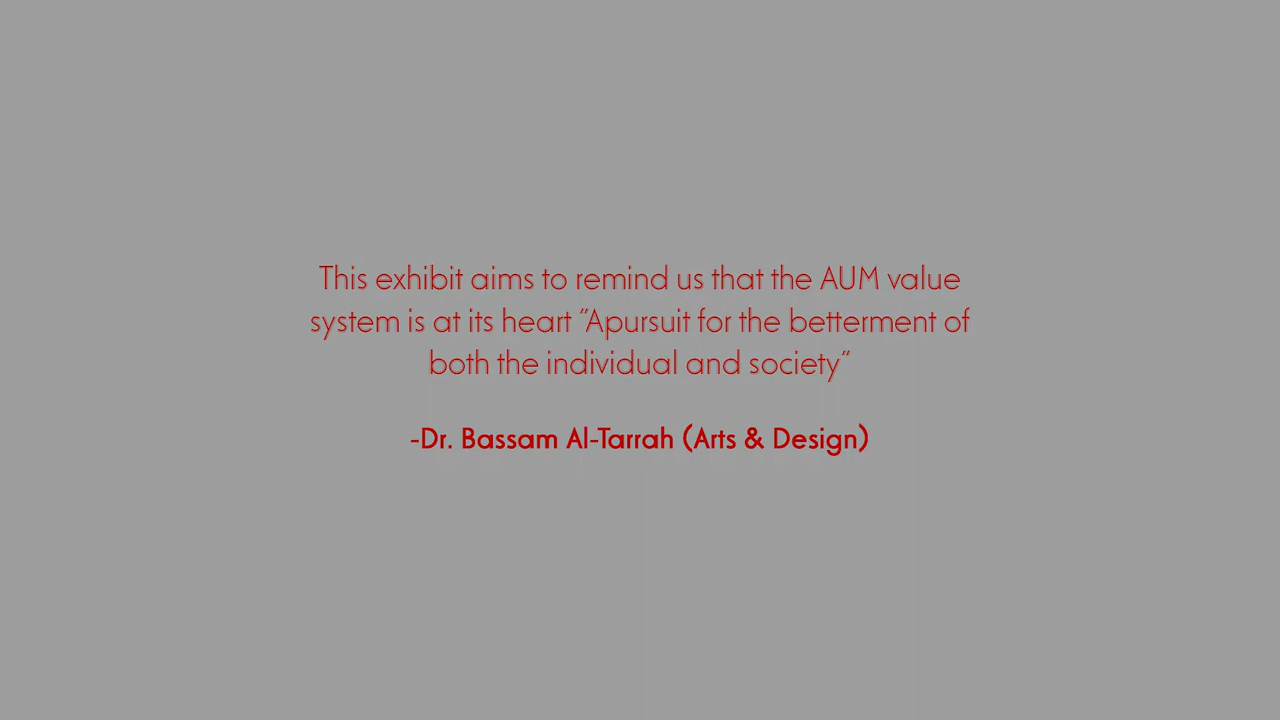 This exhibit aims to remind us that the AUM value
system is at its heart “Apursuit for the betterment of
both the individual and society“
-Dr. Bassam Al-Tarrah (Arts & Design)